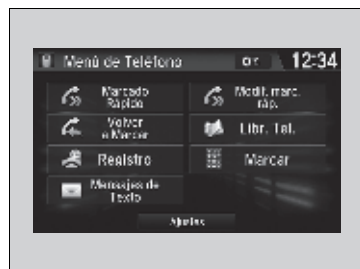 Menú de Teléfono
12:34
Marcado
Rápido
Modif. marc.
ráp.
Volver
a Marcar
Libr. Tel.
Registro
Marcar
Mensajes de
Texto
Ajustes